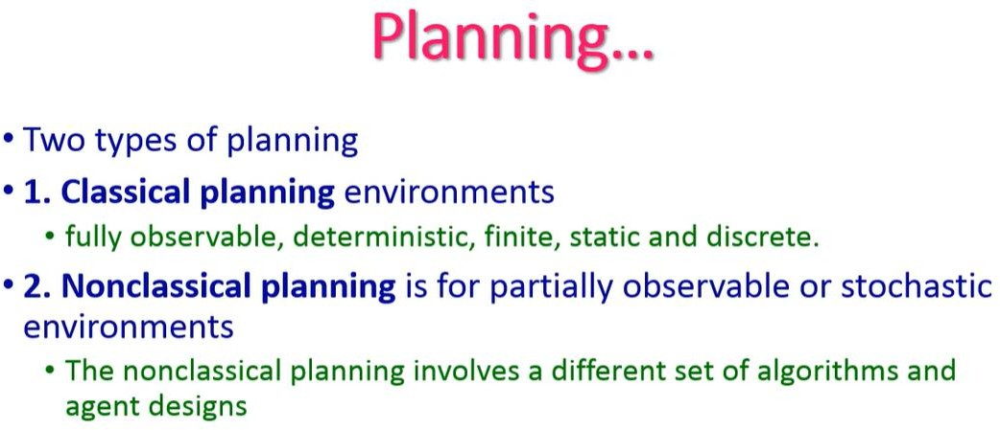 Planning...
• Two types of planning
• 1. Classical planning environments
• fully observable, deterministic, finite, static and discrete.
• 2. Nonclassical planning is for partially observable or stochastic
environments
• The nonclassical planning involves a different set of algorithms and
agent designs